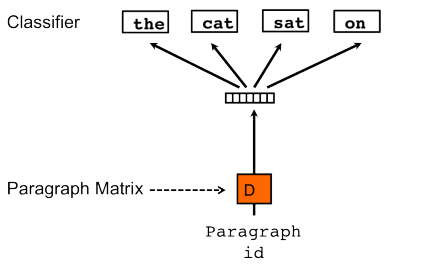 Classifier the cat sat on
Paragraph Matrix D
Paragraph
id